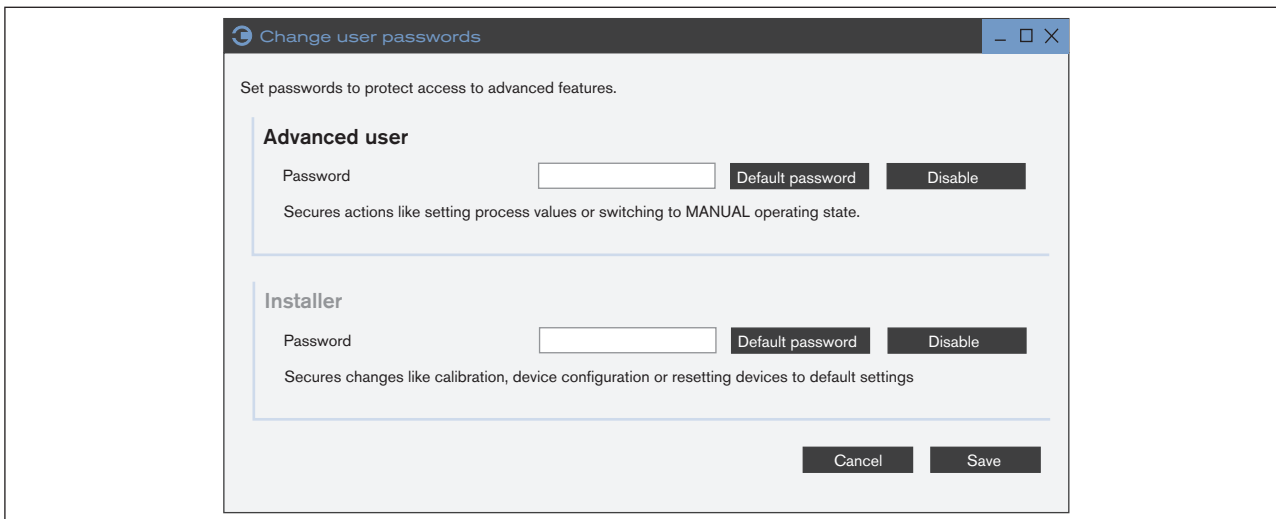 Change user passwords
Set passwords to protect access to advanced features.
Advanced user
Password
Default password
Disable
Secures actions like setting process values or switching to MANUAL operating state.
Installer
Password
Default password
Disable
Secures changes like calibration, device configuration or resetting devices to default settings
Cancel
Save